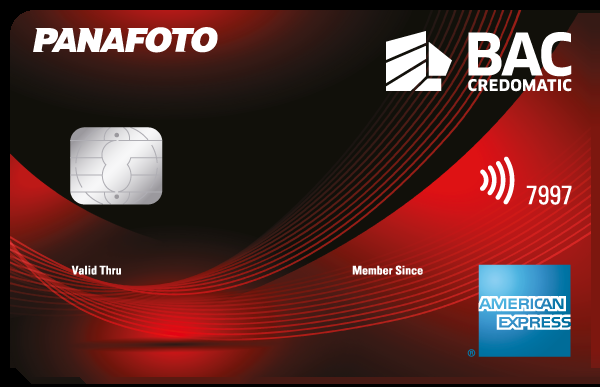 PANAFOTO
BAC
CREDOMATIC
7997
Valid Thru
Member Since
AMERICAN
EXPRESS
®